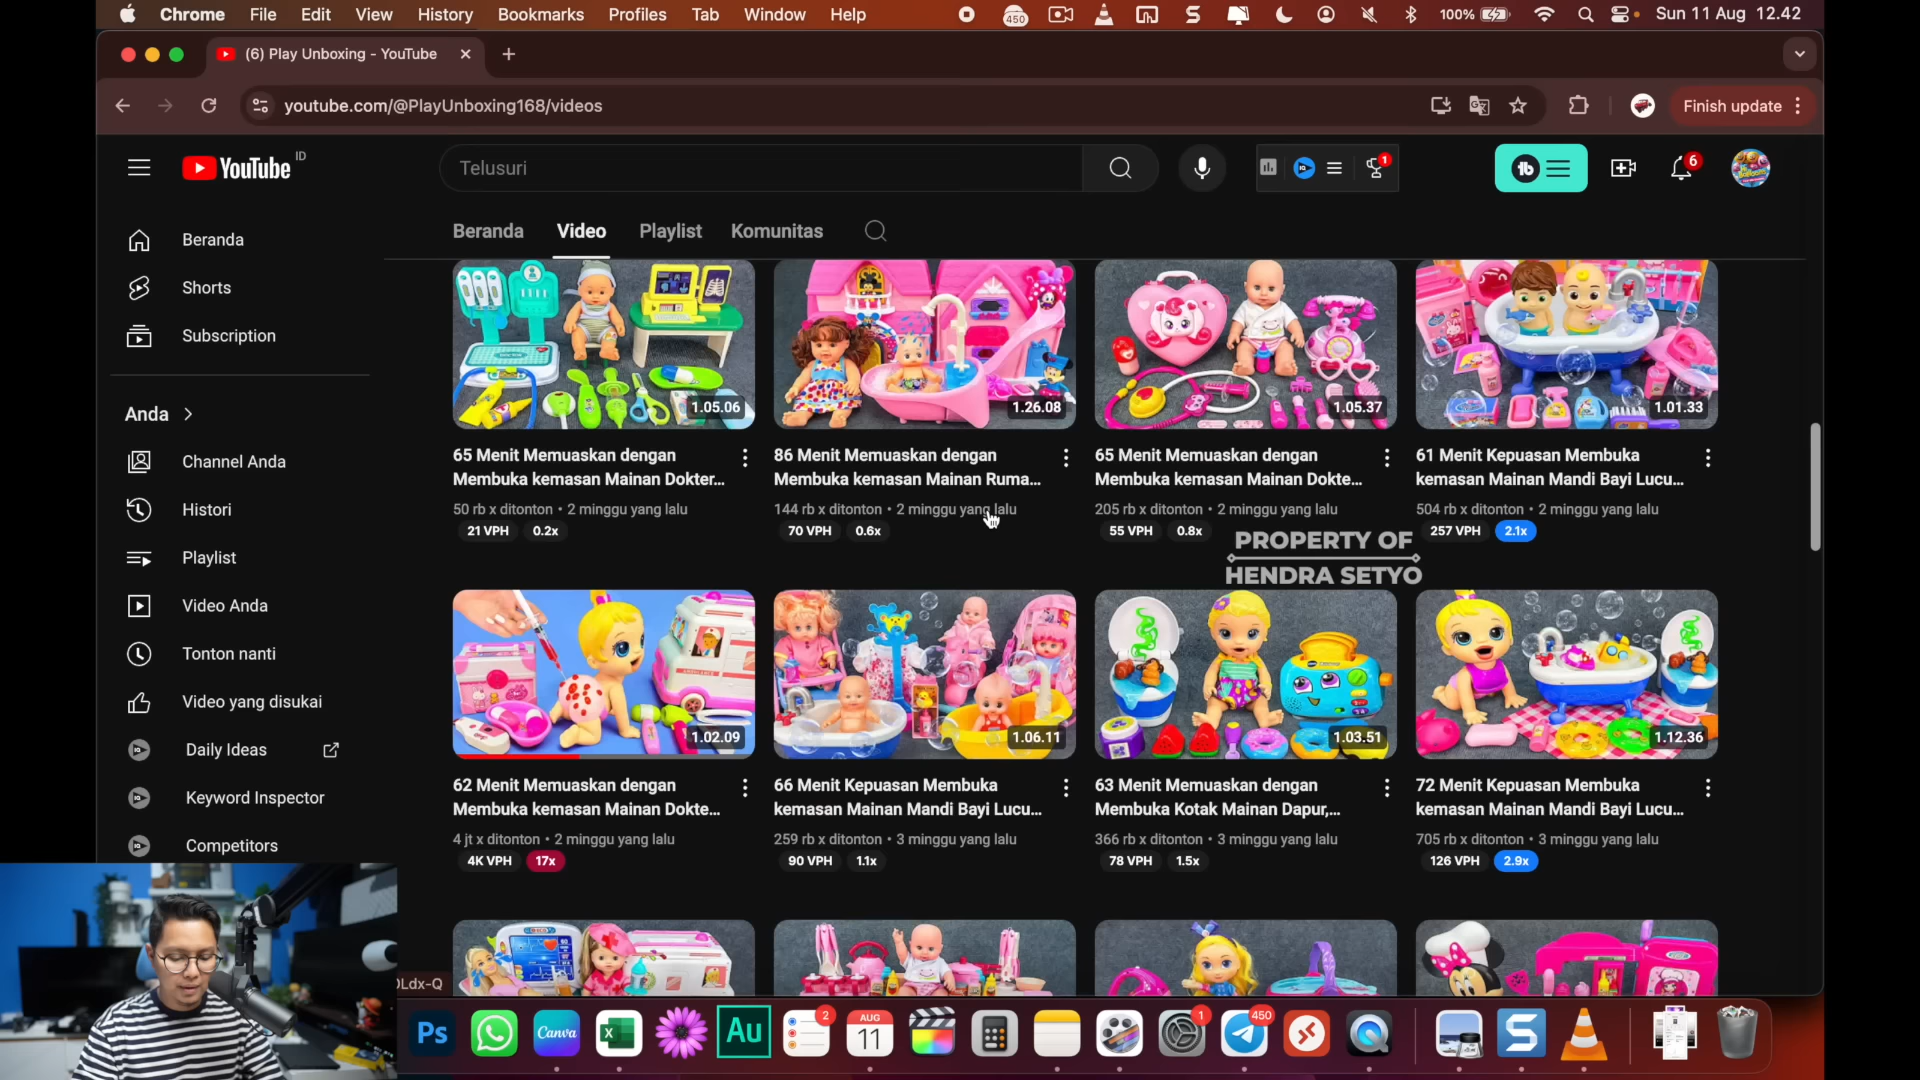 Chrome File Edit View History Bookmarks Profiles Tab Window Help
450
100%
Sun 11 Aug 12.42
(6) Play Unboxing - YouTube
youtube.com/@PlayUnboxing168/videos
Finish update
YouTube ID
Telusuri
1
6
Beranda
Shorts
Subscription
Anda
Channel Anda
Histori
Playlist
Video Anda
Tonton nanti
Video yang disukai
Daily Ideas
Keyword Inspector
Competitors
Beranda Video Playlist Komunitas
1.05.06
1.26.08
1.05.37
1.01.33
65 Menit Memuaskan dengan
Membuka kemasan Mainan Dokter...
50 rb x ditonton • 2 minggu yang lalu
21 VPH 0.2x
86 Menit Memuaskan dengan
Membuka kemasan Mainan Ruma...
144 rb x ditonton • 2 minggu yang lalu
70 VPH 0.6x
65 Menit Memuaskan dengan
Membuka kemasan Mainan Dokte...
205 rb x ditonton • 2 minggu yang lalu
55 VPH 0.8x
61 Menit Kepuasan Membuka
kemasan Mainan Mandi Bayi Lucu...
504 rb x ditonton • 2 minggu yang lalu
257 VPH 2.1x
PROPERTY OF
HENDRA SETYO
1.02.09
1.06.11
1.03.51
1.12.36
62 Menit Memuaskan dengan
Membuka kemasan Mainan Dokte...
4 jt x ditonton • 2 minggu yang lalu
4K VPH 17x
66 Menit Kepuasan Membuka
kemasan Mainan Mandi Bayi Lucu...
259 rb x ditonton • 3 minggu yang lalu
90 VPH 1.1x
63 Menit Memuaskan dengan
Membuka Kotak Mainan Dapur,...
366 rb x ditonton • 3 minggu yang lalu
78 VPH 1.5x
72 Menit Kepuasan Membuka
kemasan Mainan Mandi Bayi Lucu...
705 rb x ditonton • 3 minggu yang lalu
126 VPH 2.9x
Ldx-Q
Ps
Canva
Au
2
AUG
11
1
450